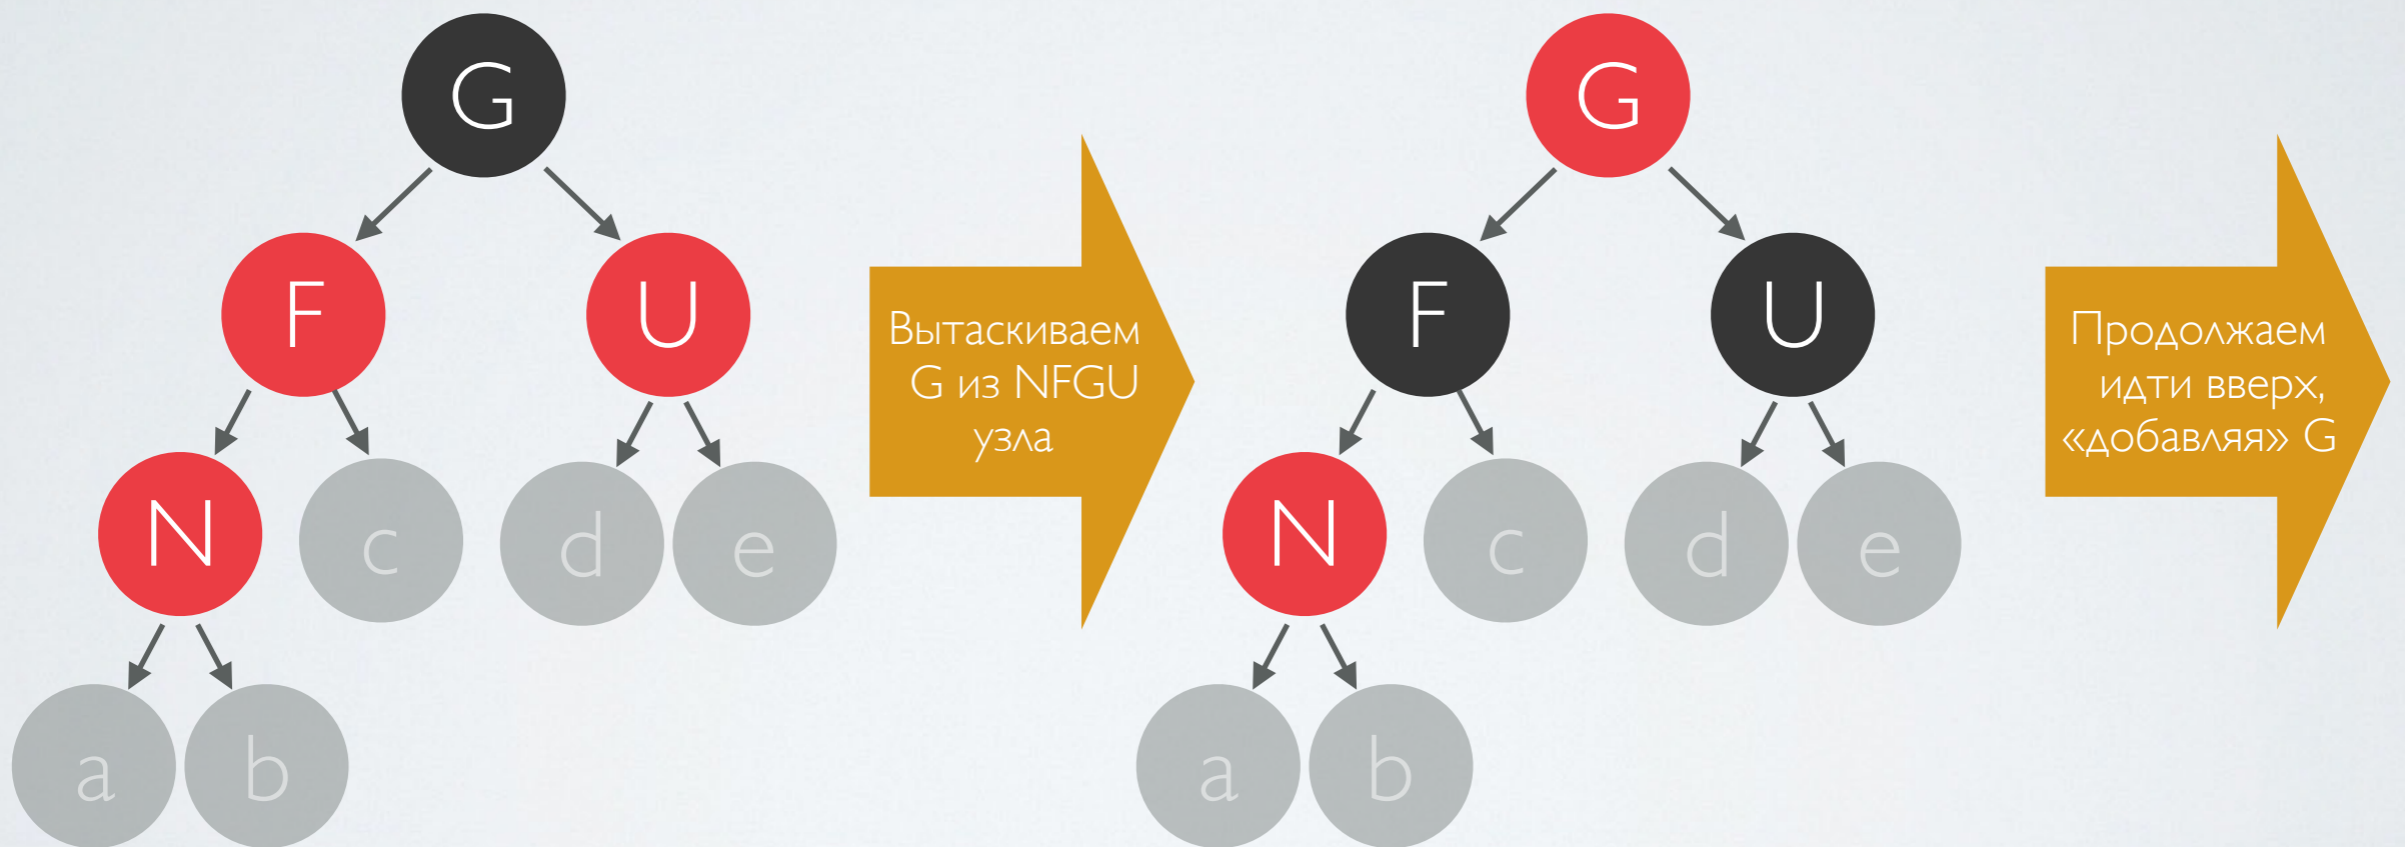 G
F
U
N
c
d
e
a
b
Вытаскиваем
G из NFGU
узла
G
F
U
N
c
d
e
a
b
Продолжаем
идти вверх,
«добавляя» G